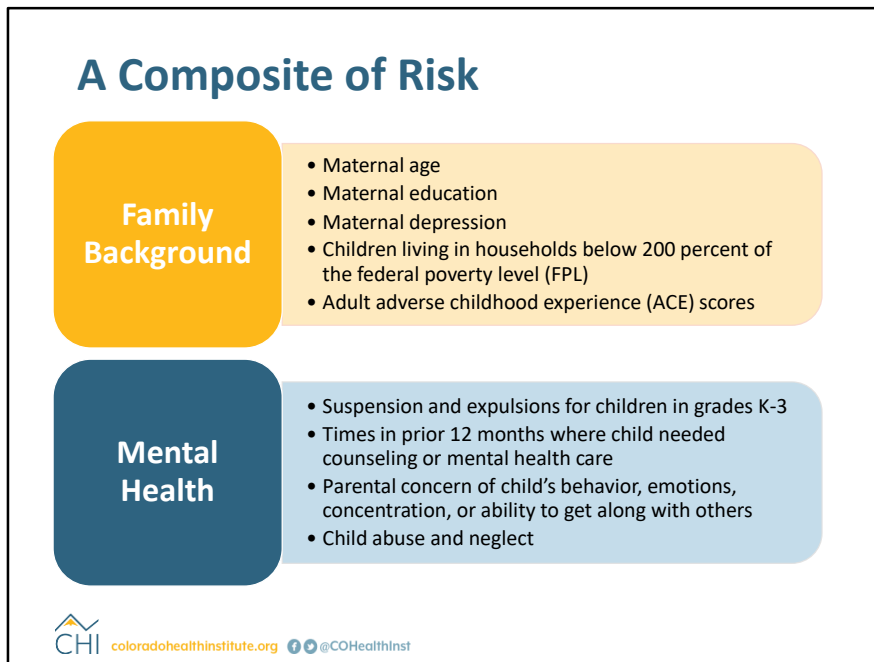 A Composite of Risk
Family
Background
• Maternal age
• Maternal education
• Maternal depression
• Children living in households below 200 percent of
the federal poverty level (FPL)
• Adult adverse childhood experience (ACE) scores
Mental
Health
• Suspension and expulsions for children in grades K-3
• Times in prior 12 months where child needed
counseling or mental health care
• Parental concern of child’s behavior, emotions,
concentration, or ability to get along with others
• Child abuse and neglect
CHI coloradohealthinstitute.org @COHealthInst